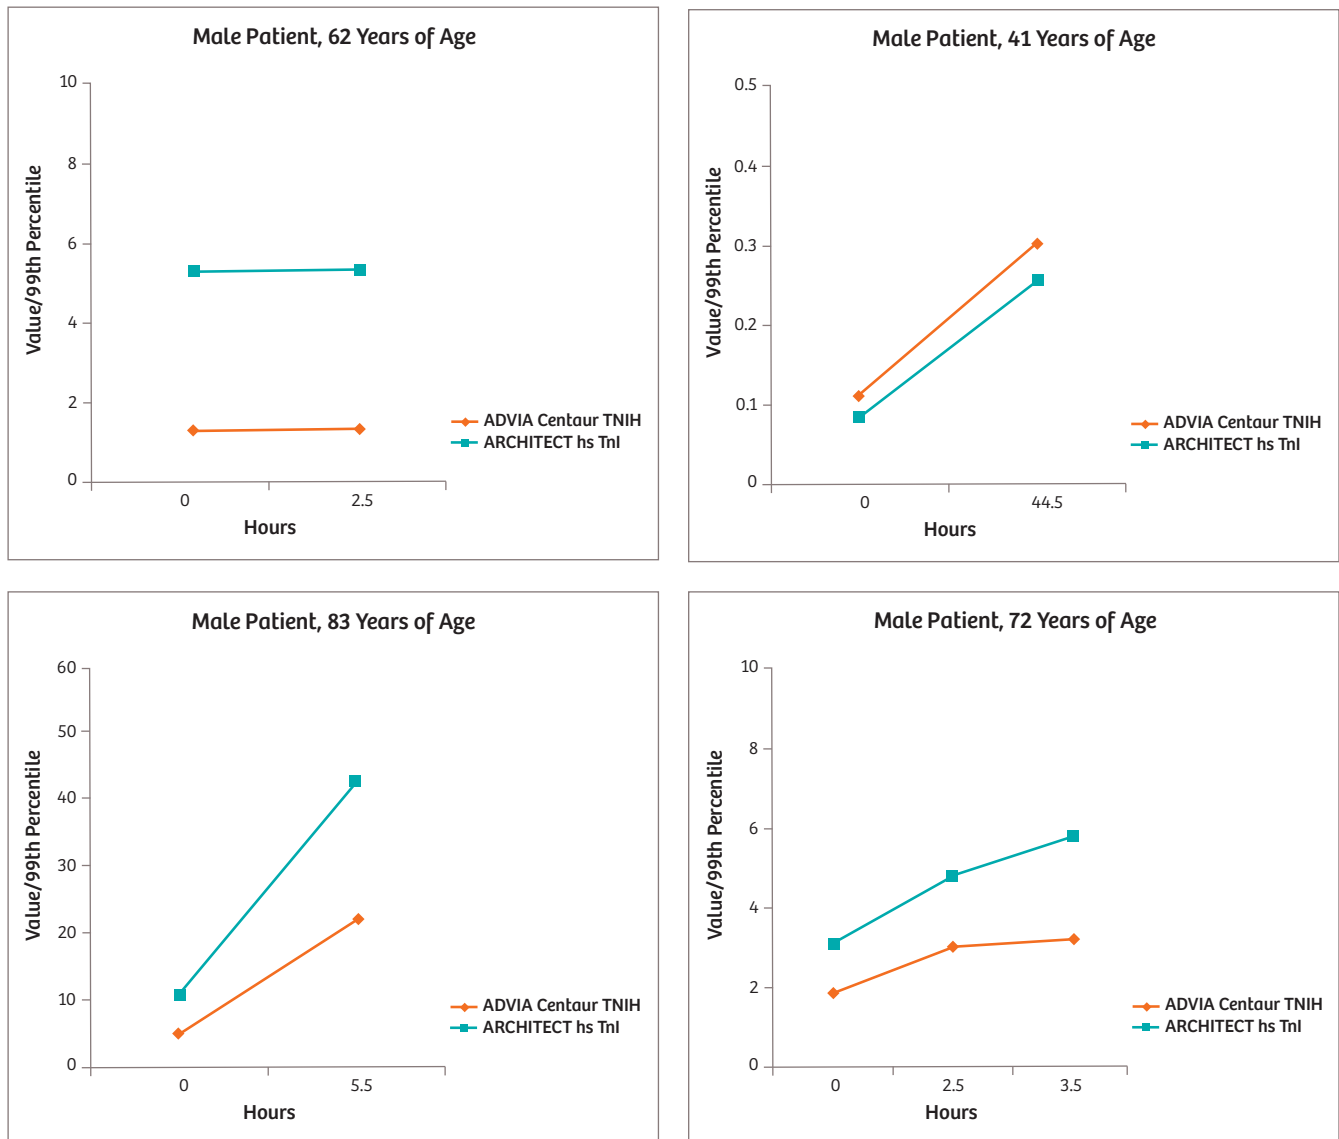 Male Patient, 62 Years of Age
Value/99th Percentile
10
8
6
4
2
0
0 2.5
Hours
ADVIA Centaur TNIH
ARCHITECT hs TnI
Male Patient, 41 Years of Age
Value/99th Percentile
0.5
0.4
0.3
0.2
0.1
0
0 44.5
Hours
ADVIA Centaur TNIH
ARCHITECT hs TnI
Male Patient, 83 Years of Age
Value/99th Percentile
60
50
40
30
20
10
0
0 5.5
Hours
ADVIA Centaur TNIH
ARCHITECT hs TnI
Male Patient, 72 Years of Age
Value/99th Percentile
10
8
6
4
2
0
0 2.5 3.5
Hours
ADVIA Centaur TNIH
ARCHITECT hs TnI